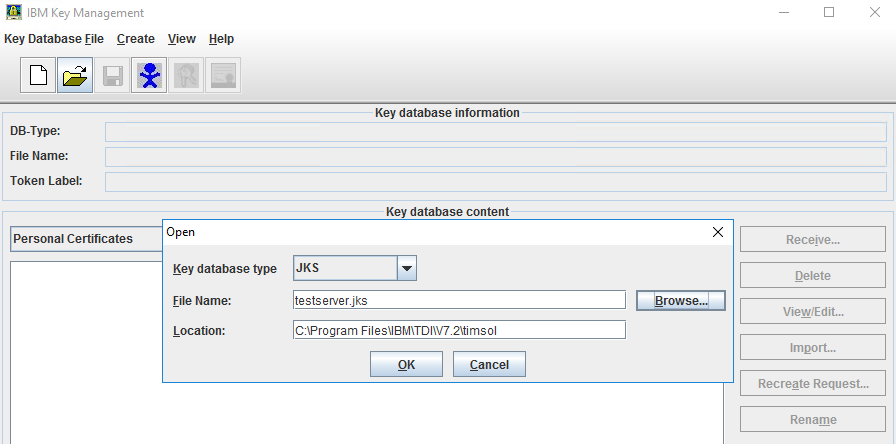 IBM Key Management
Key Database File Create View Help
Key database information
DB-Type:
File Name:
Token Label:
Key database content
Personal Certificates
Open
Key database type JKS
File Name: testserver.jks Browse...
Location: C:\Program Files\IBM\TDI\V7.2\timsol
OK Cancel
Receive...
Delete
View/Edit...
Import...
Recreate Request...
Rename